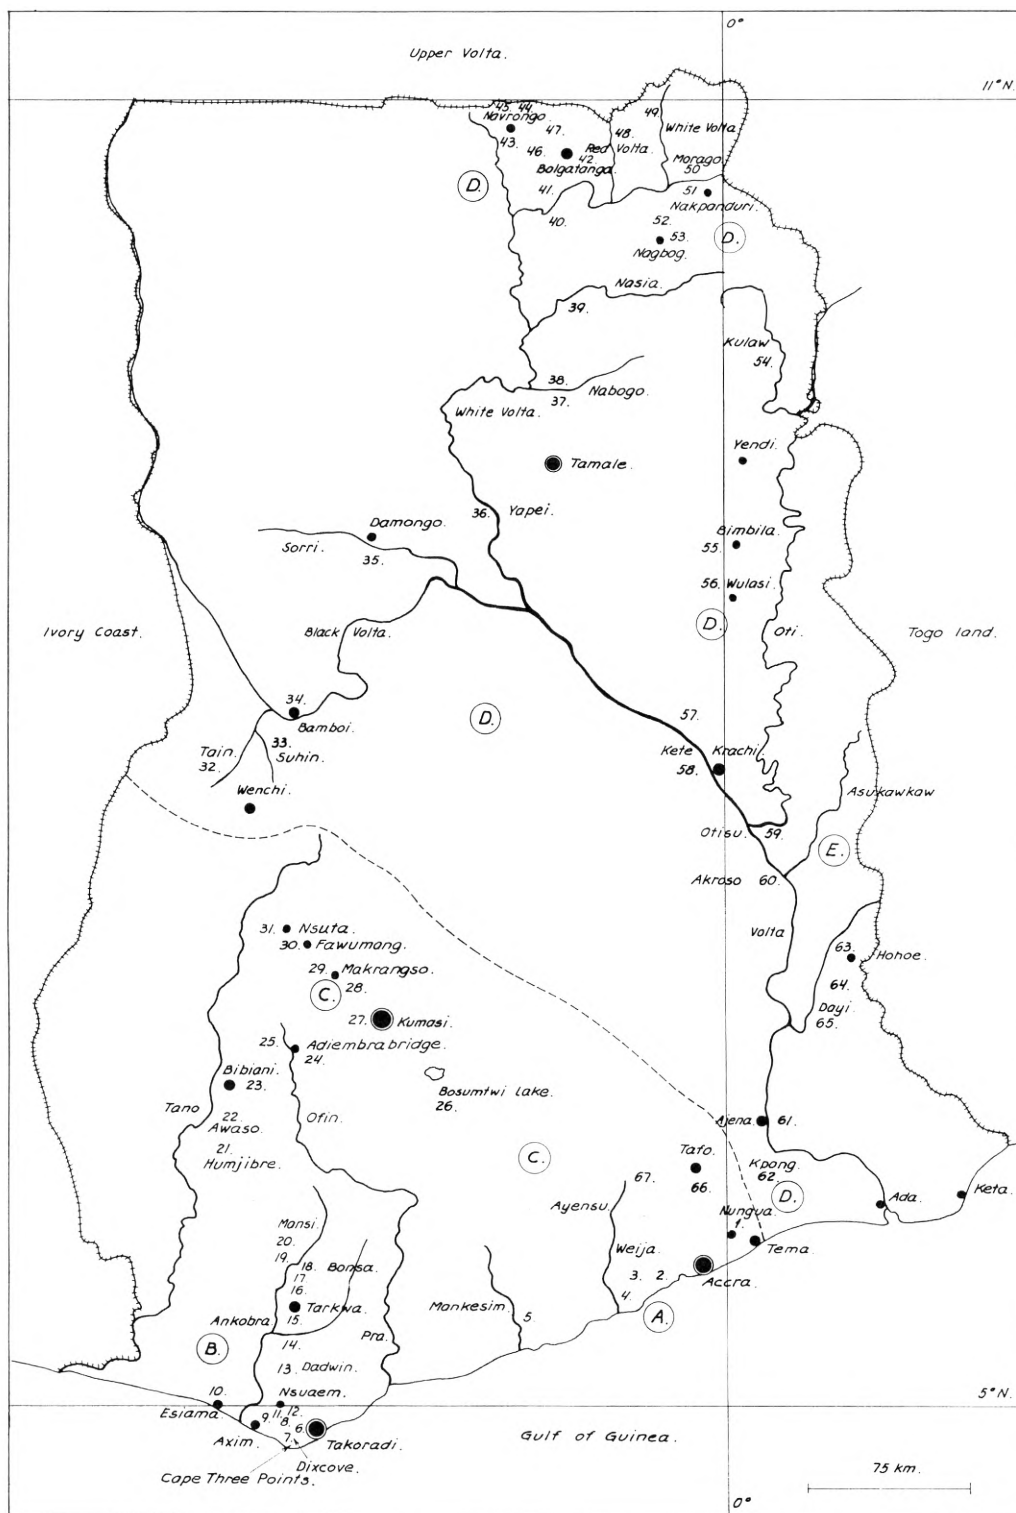 0°
Upper Volta.
11° N.
45. 44.
Navrongo.
43.
47.
46.
42.
Bolgatanga.
Red Volta.
48.
49.
White Volta.
Morago.
50
51.
Nakpanduri.
D.
41.
40.
52.
53.
Nagbog.
D.
Nasia.
39.
Kulaw
54.
38.
37.
Nabogo.
White Volta.
Tamale.
Yendi.
36.
Yapei.
Damongo.
Sorri.
35.
Bimbila.
55.
56.
Wulasi.
D.
Ivory Coast.
Black Volta.
Oti.
Togo land.
34.
Bamboi.
33.
Suhin.
Tain.
32.
D.
57.
Kete Krachi.
58.
Wenchi.
Asukawkaw
Otisu.
59.
E.
Akroso 60.
Volta
31. Nsuta.
30. Fawumang.
29. Makrangso.
28.
C.
27. Kumasi.
63. Hohoe.
64.
Dayi.
65.
25. Adiembra bridge.
24.
Bibiani.
23.
Bosumtwi lake.
26.
Tano
22.
Awaso.
21.
Humjibre.
Ofin.
Ajena. 61.
C.
Tafo.
66.
Kpong.
62.
D.
67.
Ayensu.
Nungua.
1.
Tema.
Ada.
Keta.
Mansi.
20.
19.
18.
17.
16.
Bonsa.
Tarkwa.
15.
Weija.
3. 2.
4.
Accra.
A.
Ankobra.
14.
Pra.
Mankesim.
5.
B.
13. Dadwin.
10.
Esiama.
Nsuaem.
9. 11. 12.
8. 6.
7.
Axim.
Takoradi.
Dixcove.
Cape Three Points.
5° N.
Gulf of Guinea.
75 km.
0°